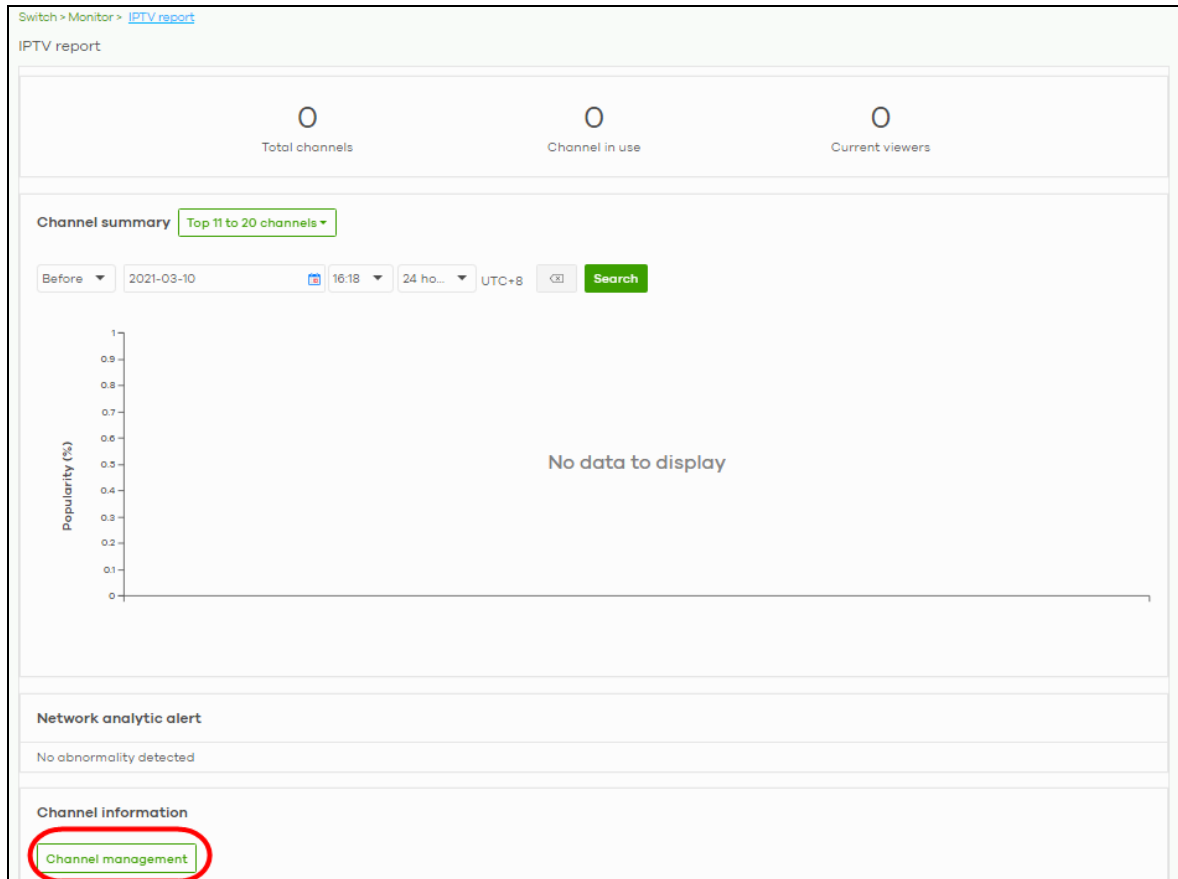 Switch > Monitor > IPTV report
IPTV report
0 0 0
Total channels Channel in use Current viewers
Channel summary Top 11 to 20 channels
Before 2021-03-10 16:18 24 ho... UTC+8 Search
1
0.9
0.8
0.7
0.6
0.5
0.4
0.3
0.2
0.1
0
Popularity (%)
No data to display
Network analytic alert
No abnormality detected
Channel information
Channel management